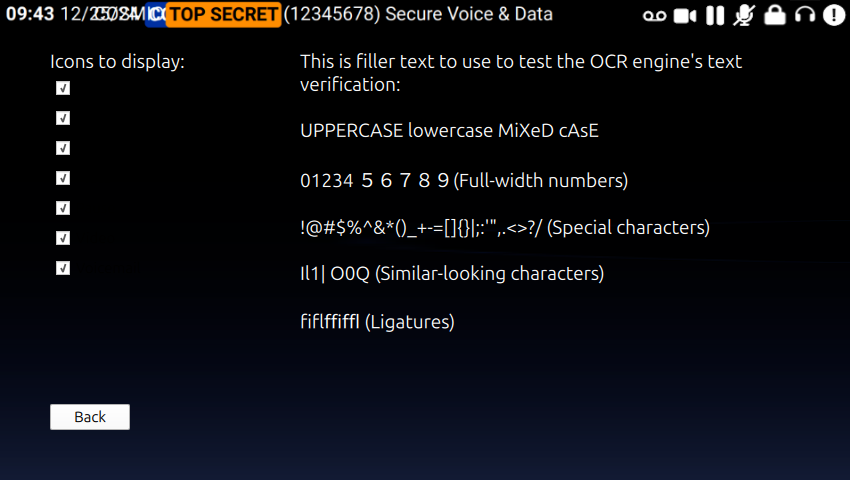 09:43 12/25/24 COSMIC TOP SECRET (12345678) Secure Voice & Data
Icons to display:
This is filler text to use to test the OCR engine's text
verification:
UPPERCASE lowercase MiXeD cAsE
01234 ５６７８９(Full-width numbers)
!@#$%^&*()_+-=[]{}|;:'",.<>?/ (Special characters)
Il1| O0Q (Similar-looking characters)
ﬁﬂﬀﬃﬄ (Ligatures)
Back